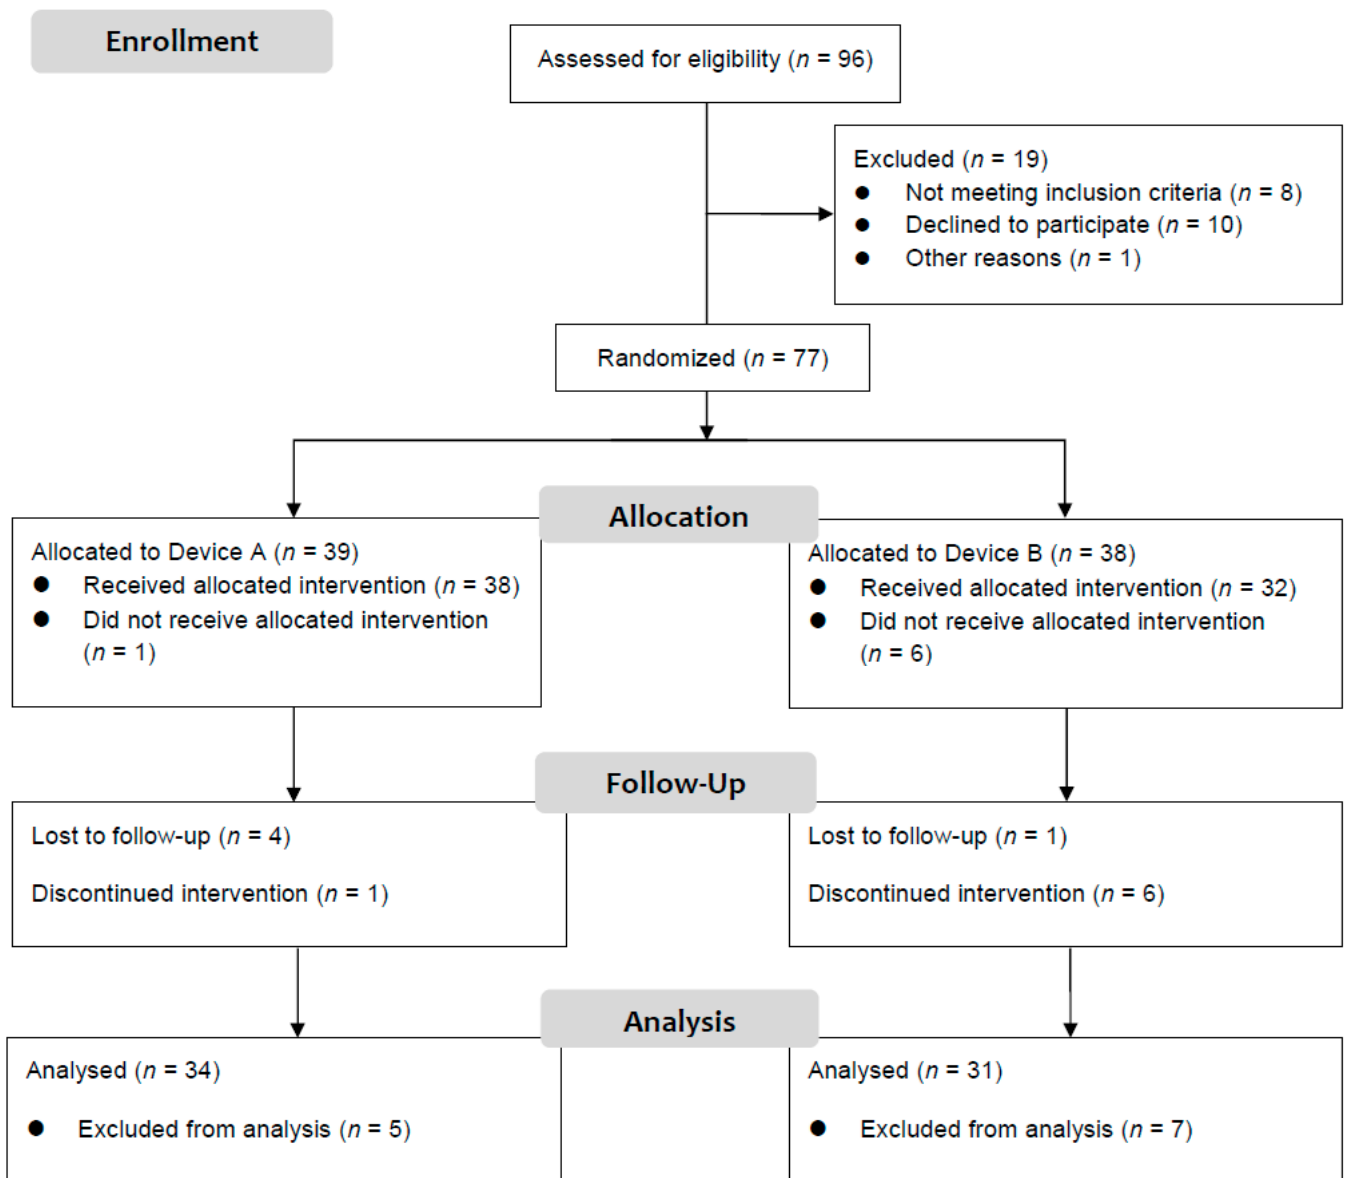 Enrollment
Assessed for eligibility (n = 96)
Excluded (n = 19)
● Not meeting inclusion criteria (n = 8)
● Declined to participate (n = 10)
● Other reasons (n = 1)
Randomized (n = 77)
Allocation
Allocated to Device A (n = 39)
● Received allocated intervention (n = 38)
● Did not receive allocated intervention
(n = 1)
Allocated to Device B (n = 38)
● Received allocated intervention (n = 32)
● Did not receive allocated intervention
(n = 6)
Follow-Up
Lost to follow-up (n = 4)
Discontinued intervention (n = 1)
Lost to follow-up (n = 1)
Discontinued intervention (n = 6)
Analysis
Analysed (n = 34)
● Excluded from analysis (n = 5)
Analysed (n = 31)
● Excluded from analysis (n = 7)